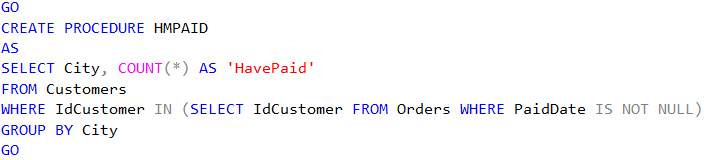 GO
CREATE PROCEDURE HMPAID
AS
SELECT City, COUNT(*) AS 'HavePaid'
FROM Customers
WHERE IdCustomer IN (SELECT IdCustomer FROM Orders WHERE PaidDate IS NOT NULL)
GROUP BY City
GO